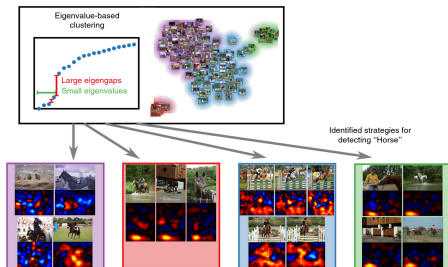 Eigenvalue-based
clustering
Large eigengaps
Small eigenvalues
Identified strategies for
detecting “Horse”